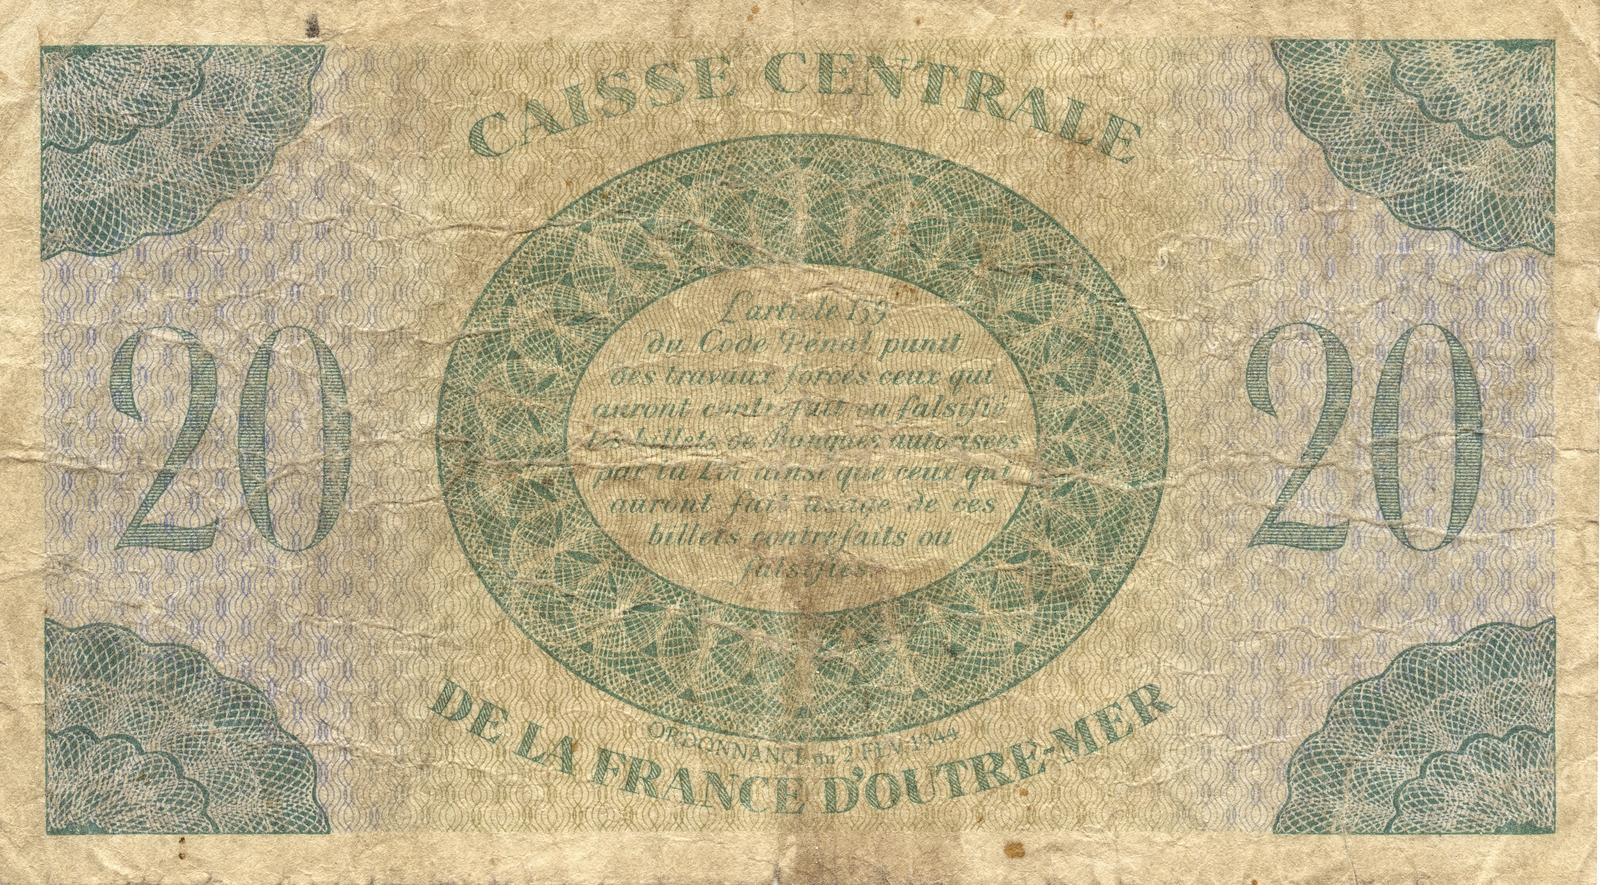 CAISSE CENTRALE
L'article 139
du Code Pénal punit
des travaux forcés ceux qui
auront contrefait ou falsifié
les billets de Banques autorisées
par la Loi ainsi que ceux qui
auront fait usage de ces
billets contrefaits ou
falsifiés.
20
20
ORDONNANCE du 2 FEV. 1944
DE LA FRANCE D'OUTRE-MER